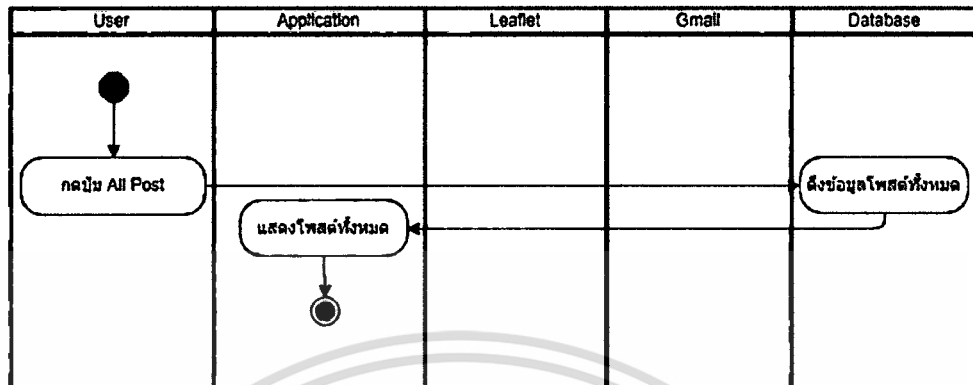 User
Application
Leaflet
Gmail
Database
กดปุ่ม All Post
ดึงข้อมูลโพสต์ทั้งหมด
แสดงโพสต์ทั้งหมด